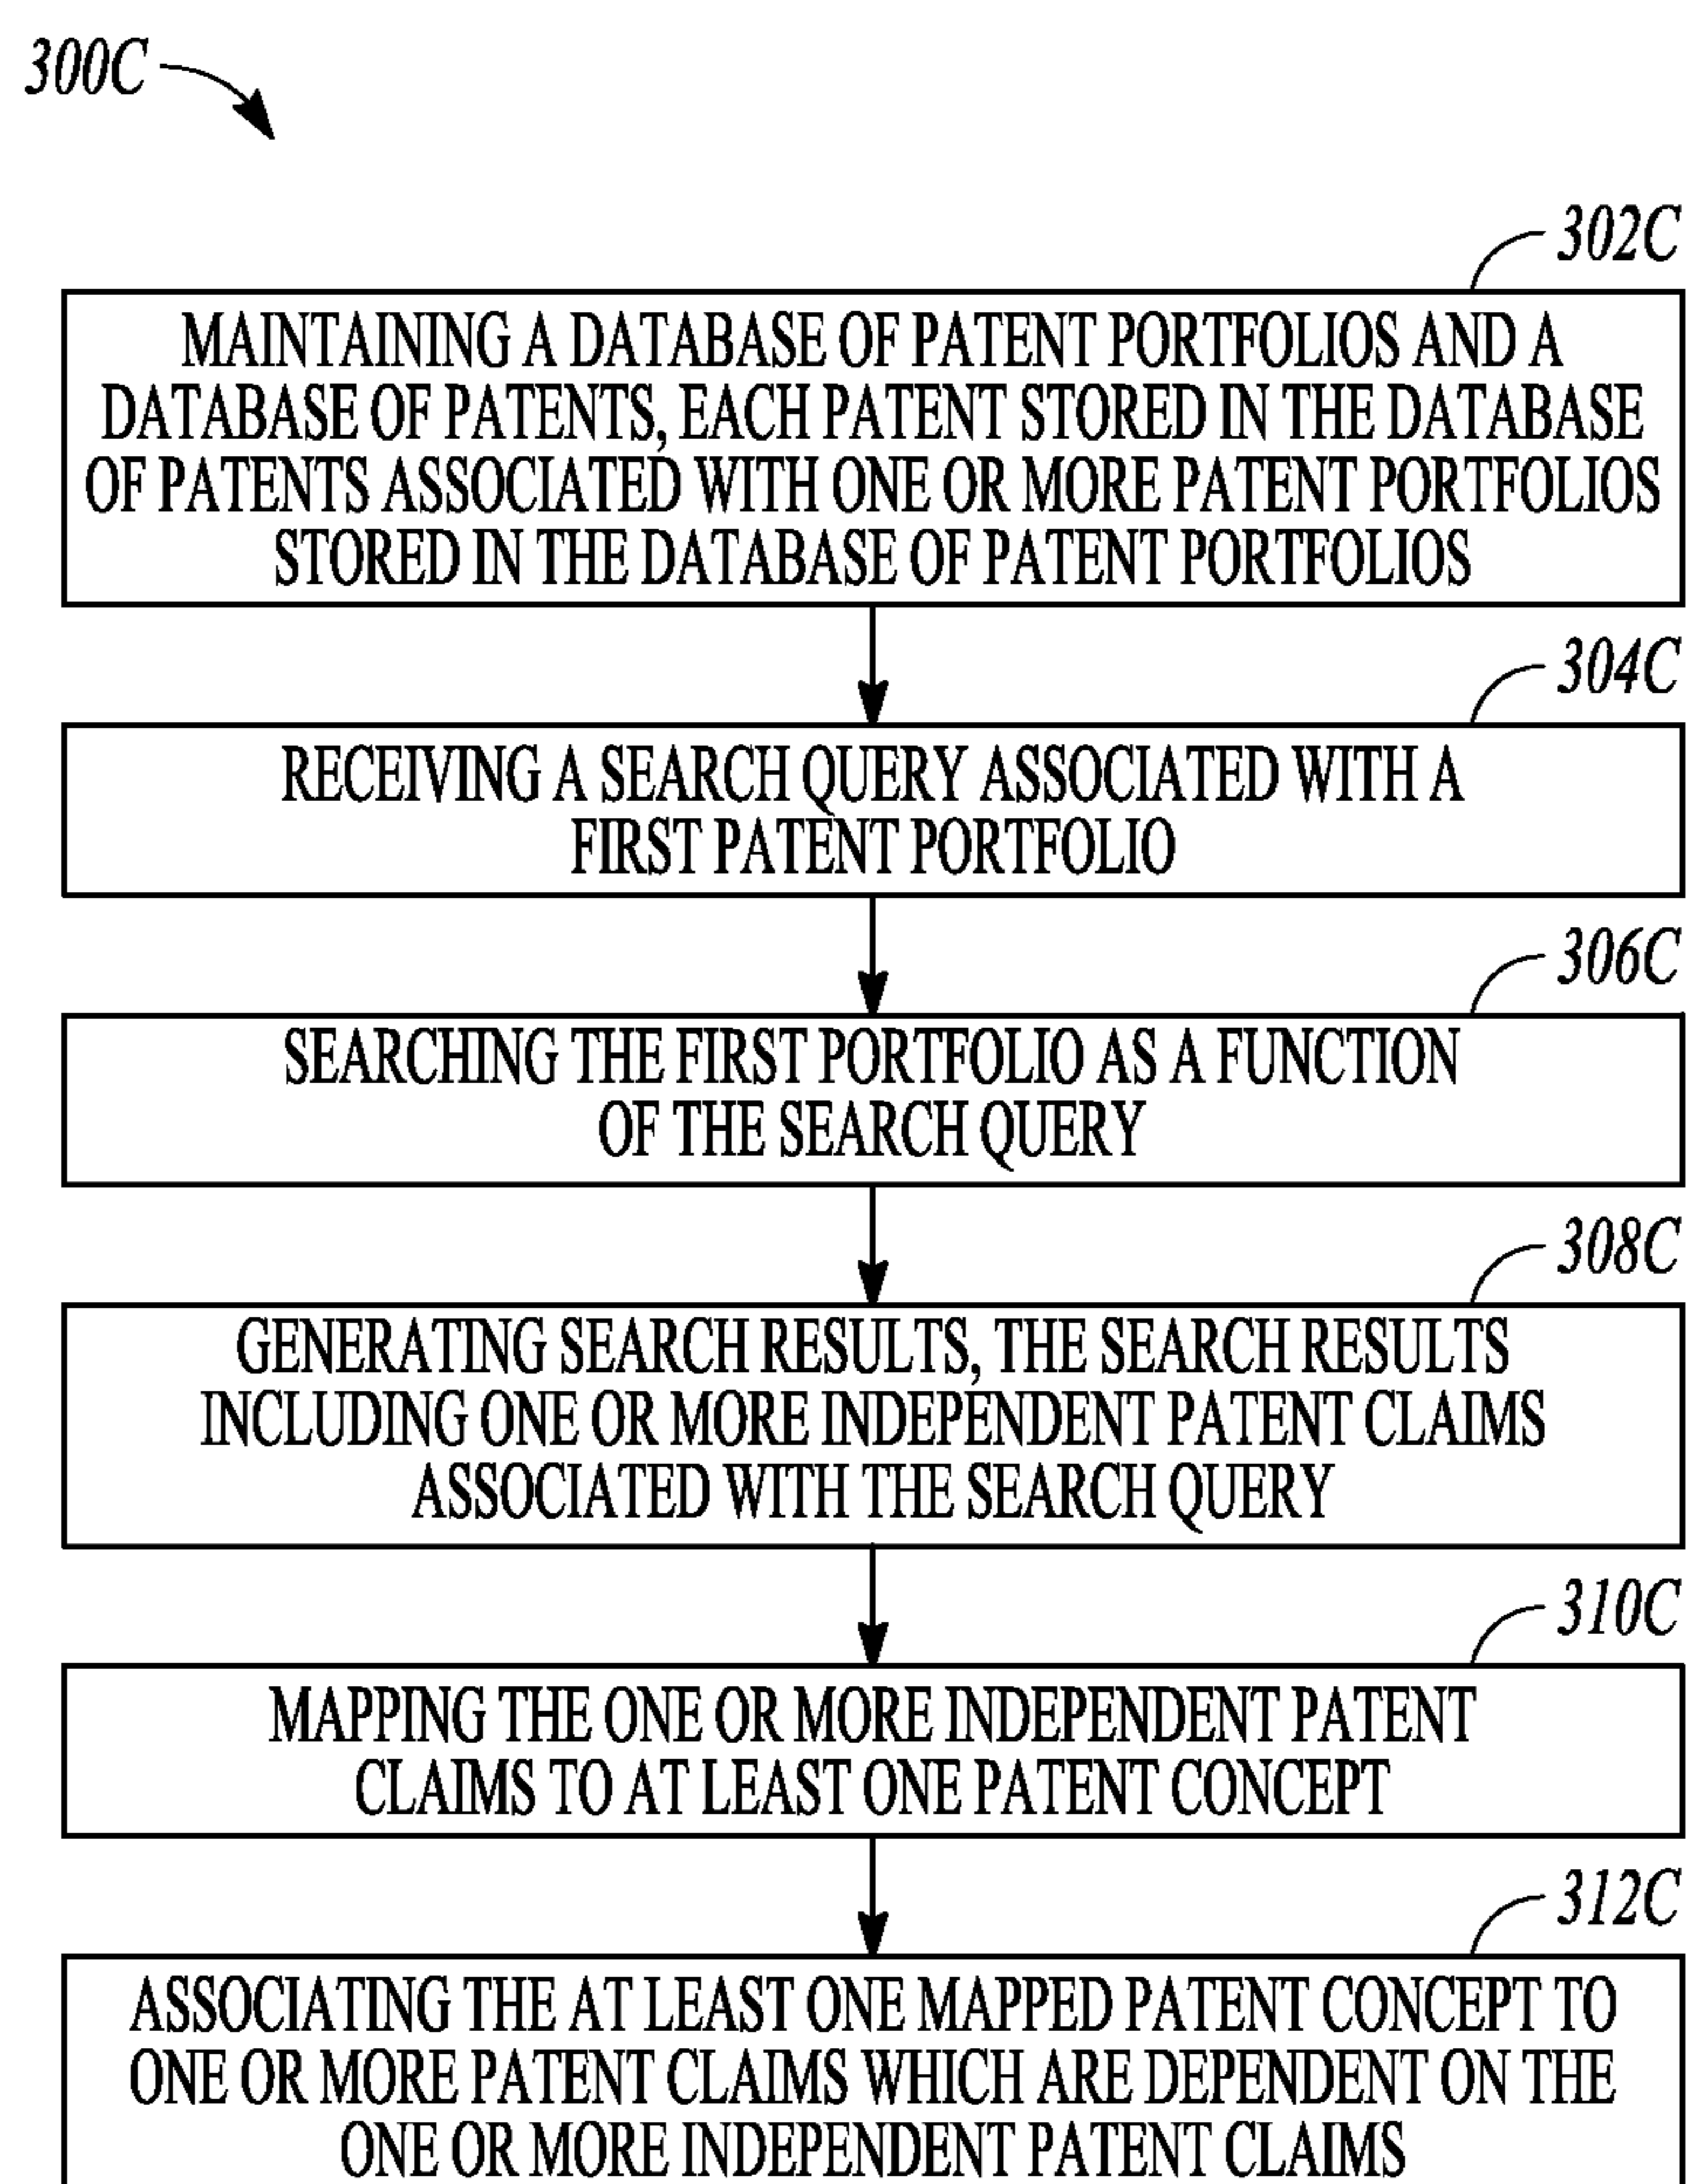 300C
302C
MAINTAINING A DATABASE OF PATENT PORTFOLIOS AND A
DATABASE OF PATENTS, EACH PATENT STORED IN THE DATABASE
OF PATENTS ASSOCIATED WITH ONE OR MORE PATENT PORTFOLIOS
STORED IN THE DATABASE OF PATENT PORTFOLIOS
304C
RECEIVING A SEARCH QUERY ASSOCIATED WITH A
FIRST PATENT PORTFOLIO
306C
SEARCHING THE FIRST PORTFOLIO AS A FUNCTION
OF THE SEARCH QUERY
308C
GENERATING SEARCH RESULTS, THE SEARCH RESULTS
INCLUDING ONE OR MORE INDEPENDENT PATENT CLAIMS
ASSOCIATED WITH THE SEARCH QUERY
310C
MAPPING THE ONE OR MORE INDEPENDENT PATENT
CLAIMS TO AT LEAST ONE PATENT CONCEPT
312C
ASSOCIATING THE AT LEAST ONE MAPPED PATENT CONCEPT TO
ONE OR MORE PATENT CLAIMS WHICH ARE DEPENDENT ON THE
ONE OR MORE INDEPENDENT PATENT CLAIMS